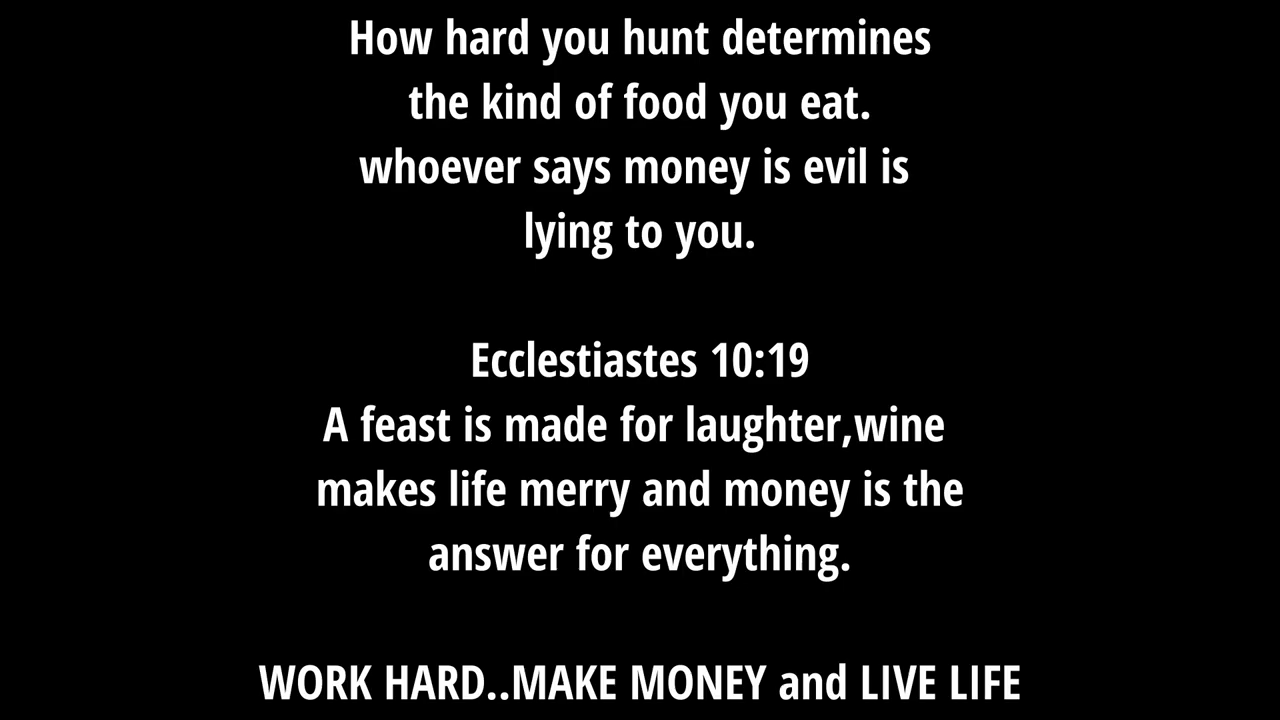 How hard you hunt determines
the kind of food you eat.
whoever says money is evil is
lying to you.
Ecclestiastes 10:19
A feast is made for laughter,wine
makes life merry and money is the
answer for everything.
WORK HARD..MAKE MONEY and LIVE LIFE